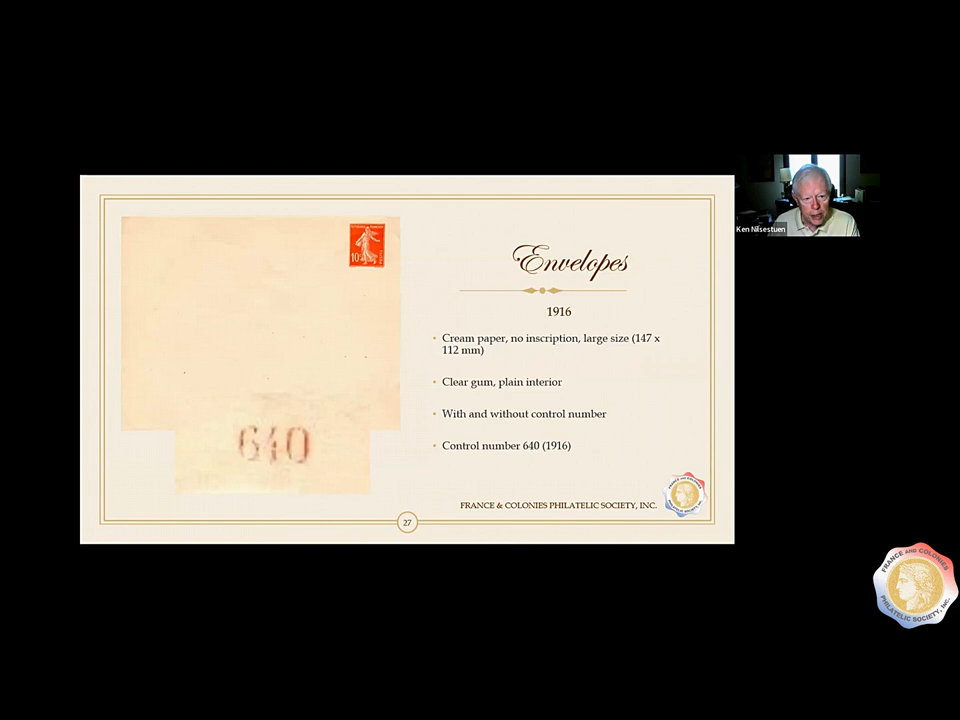 10
640
Envelopes
1916
• Cream paper, no inscription, large size (147 x
112 mm)
• Clear gum, plain interior
• With and without control number
• Control number 640 (1916)
FRANCE & COLONIES PHILATELIC SOCIETY, INC.
27
Ken Nilsestuen
FRANCE and COLONIES
PHILATELIC SOCIETY, Inc.